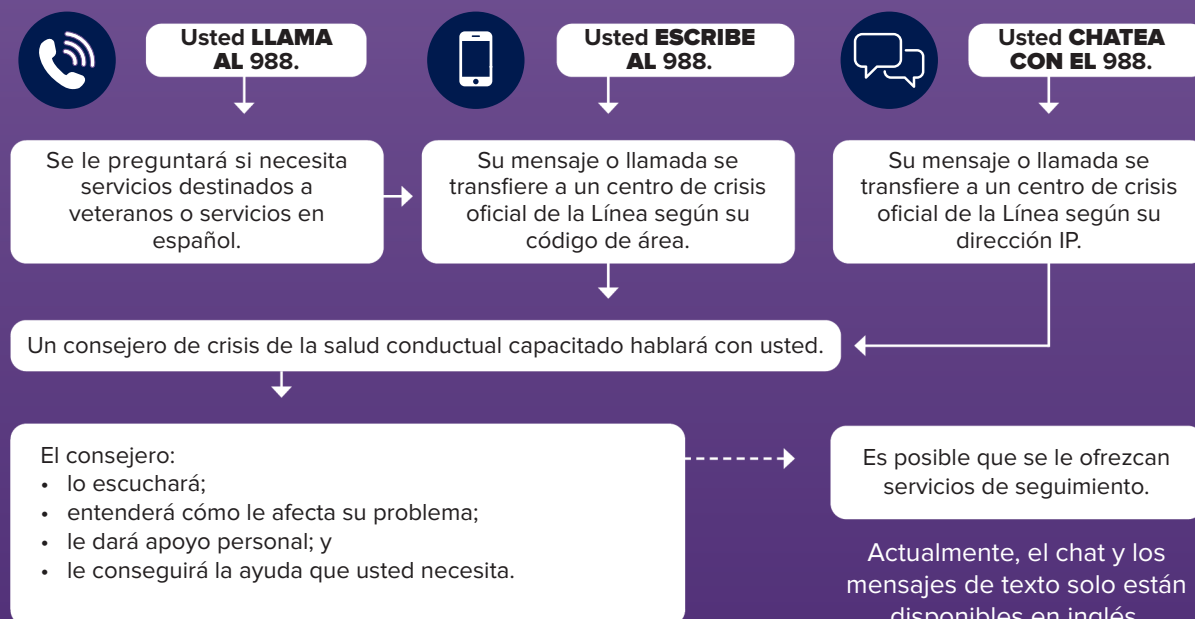 Usted LLAMA
AL 988.
Usted ESCRIBE
AL 988.
Usted CHATEA
CON EL 988.
Se le preguntará si necesita
servicios destinados a
veteranos o servicios en
español.
Su mensaje o llamada se
transfiere a un centro de crisis
oficial de la Línea según su
código de área.
Su mensaje o llamada se
transfiere a un centro de crisis
oficial de la Línea según su
dirección IP.
Un consejero de crisis de la salud conductual capacitado hablará con usted.
El consejero:
• lo escuchará;
• entenderá cómo le afecta su problema;
• le dará apoyo personal; y
• le conseguirá la ayuda que usted necesita.
Es posible que se le ofrezcan
servicios de seguimiento.
Actualmente, el chat y los
mensajes de texto solo están
disponibles en inglés